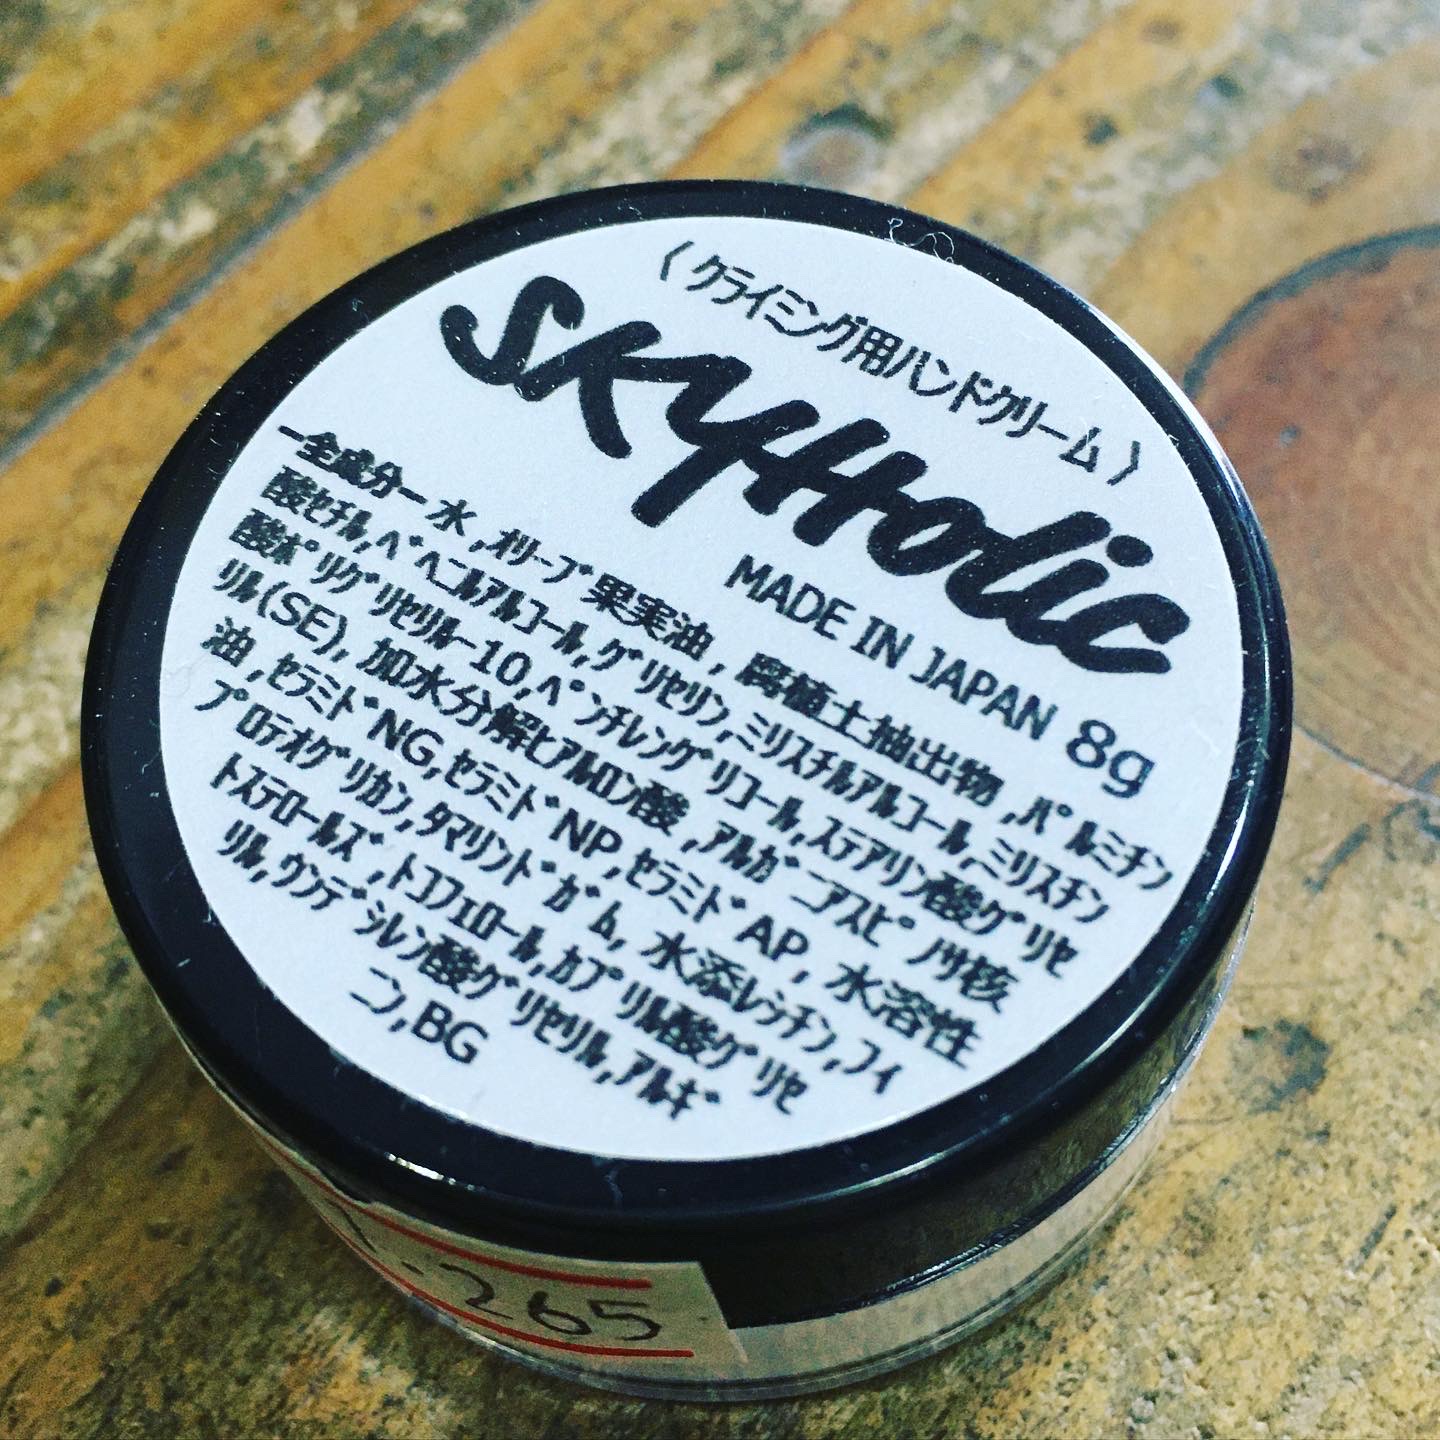 〈クライミング用ハンドクリーム〉
SKYHolic
MADE IN JAPAN 8g
ー全成分ー水,ｵﾘｰﾌﾞ果実油,腐植土抽出物,ﾊﾟﾙﾐﾁﾝ
酸ｾﾁﾙ,ﾍﾞﾍﾆﾙｱﾙｺｰﾙ,ｸﾞﾘｾﾘﾝ,ﾐﾘｽﾁﾙｱﾙｺｰﾙ,ﾐﾘｽﾁﾝ
酸ﾎﾟﾘｸﾞﾘｾﾘﾙ-10,ﾍﾟﾝﾁﾚﾝｸﾞﾘｺｰﾙ,ｽﾃｱﾘﾝ酸ｸﾞﾘｾ
ﾘﾙ(SE),加水分解ﾋｱﾙﾛﾝ酸,ｱﾙｶﾞﾆｱｽﾋﾟﾉｻ核
油,ｾﾗﾐﾄﾞNG,ｾﾗﾐﾄﾞNP,ｾﾗﾐﾄﾞAP,水溶性
ﾌﾟﾛﾃｵｸﾞﾘｶﾝ,ﾀﾏﾘﾝﾄﾞｶﾞﾑ,水添ﾚｼﾁﾝ,ﾌｨ
ﾄｽﾃﾛｰﾙｽﾞ,ﾄｺﾌｪﾛｰﾙ,ｶﾌﾟﾘﾙ酸ｸﾞﾘｾ
ﾘﾙ,ｳﾝﾃﾞｼﾚﾝ酸ｸﾞﾘｾﾘﾙ,ｱﾙｷﾞ
ﾆﾝ,BG
265